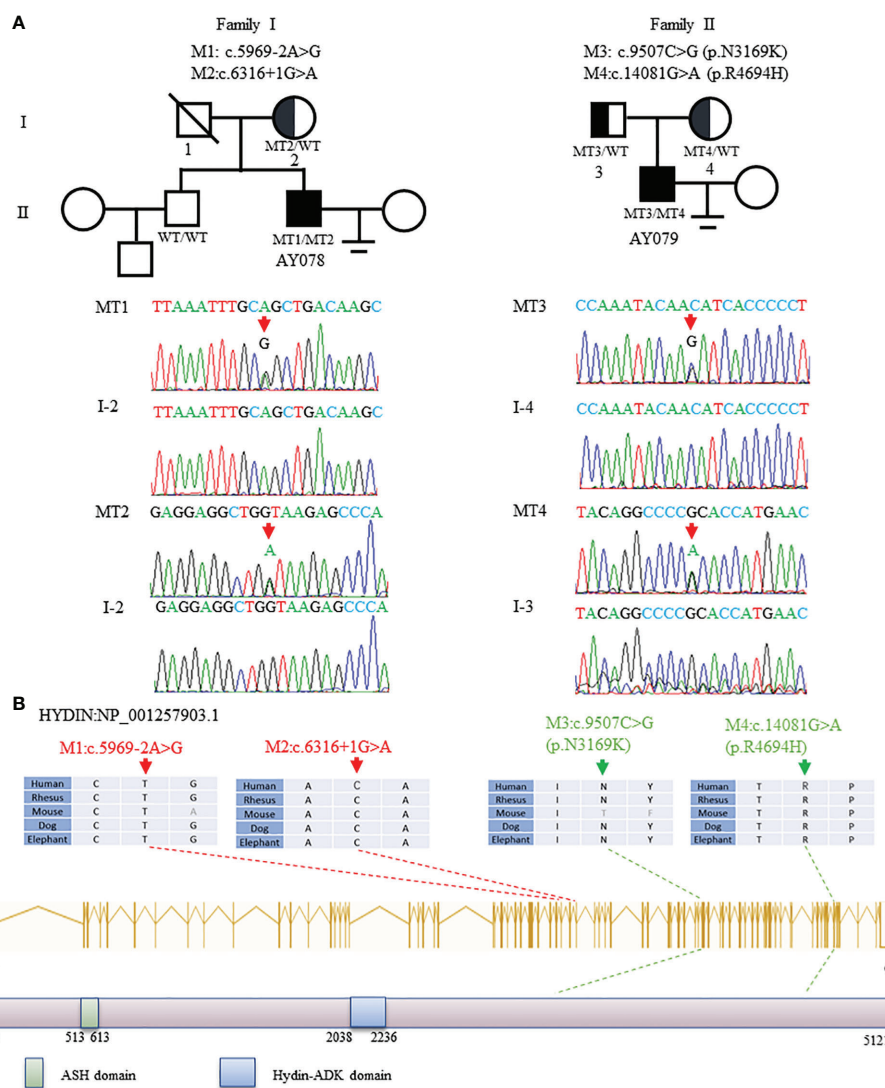 A
Family I
M1: c.5969-2A>G
M2:c.6316+1G>A
Family II
M3: c.9507C>G (p.N3169K)
M4:c.14081G>A (p.R4694H)
I
1
MT2/WT
2
MT3/WT
3
MT4/WT
4
II
WT/WT
MT1/MT2
AY078
MT3/MT4
AY079
MT1
TTAAATTTGCAGCTGACAAGC
G
I-2
TTAAATTTGCAGCTGACAAGC
MT2
GAGGAGGCTGGTAAGAGCCCA
A
I-2
GAGGAGGCTGGTAAGAGCCCA
MT3
CCAAATACAACATCACCCCCT
G
I-4
CCAAATACAACATCACCCCCT
MT4
TACAGGCCCCGCACCATGAAC
A
I-3
TACAGGCCCCGCACCATGAAC
B
HYDIN:NP_001257903.1
M1:c.5969-2A>G
Human C T G
Rhesus C T G
Mouse C T A
Dog C T G
Elephant C T G
M2:c.6316+1G>A
Human A C A
Rhesus A C A
Mouse A C A
Dog A C A
Elephant A C A
M3:c.9507C>G
(p.N3169K)
Human I N Y
Rhesus I N Y
Mouse I T F
Dog I N Y
Elephant I N Y
M4:c.14081G>A
(p.R4694H)
Human T R P
Rhesus T R P
Mouse T R P
Dog T R P
Elephant T R P
513 613
2038 2236
512
ASH domain
Hydin-ADK domain